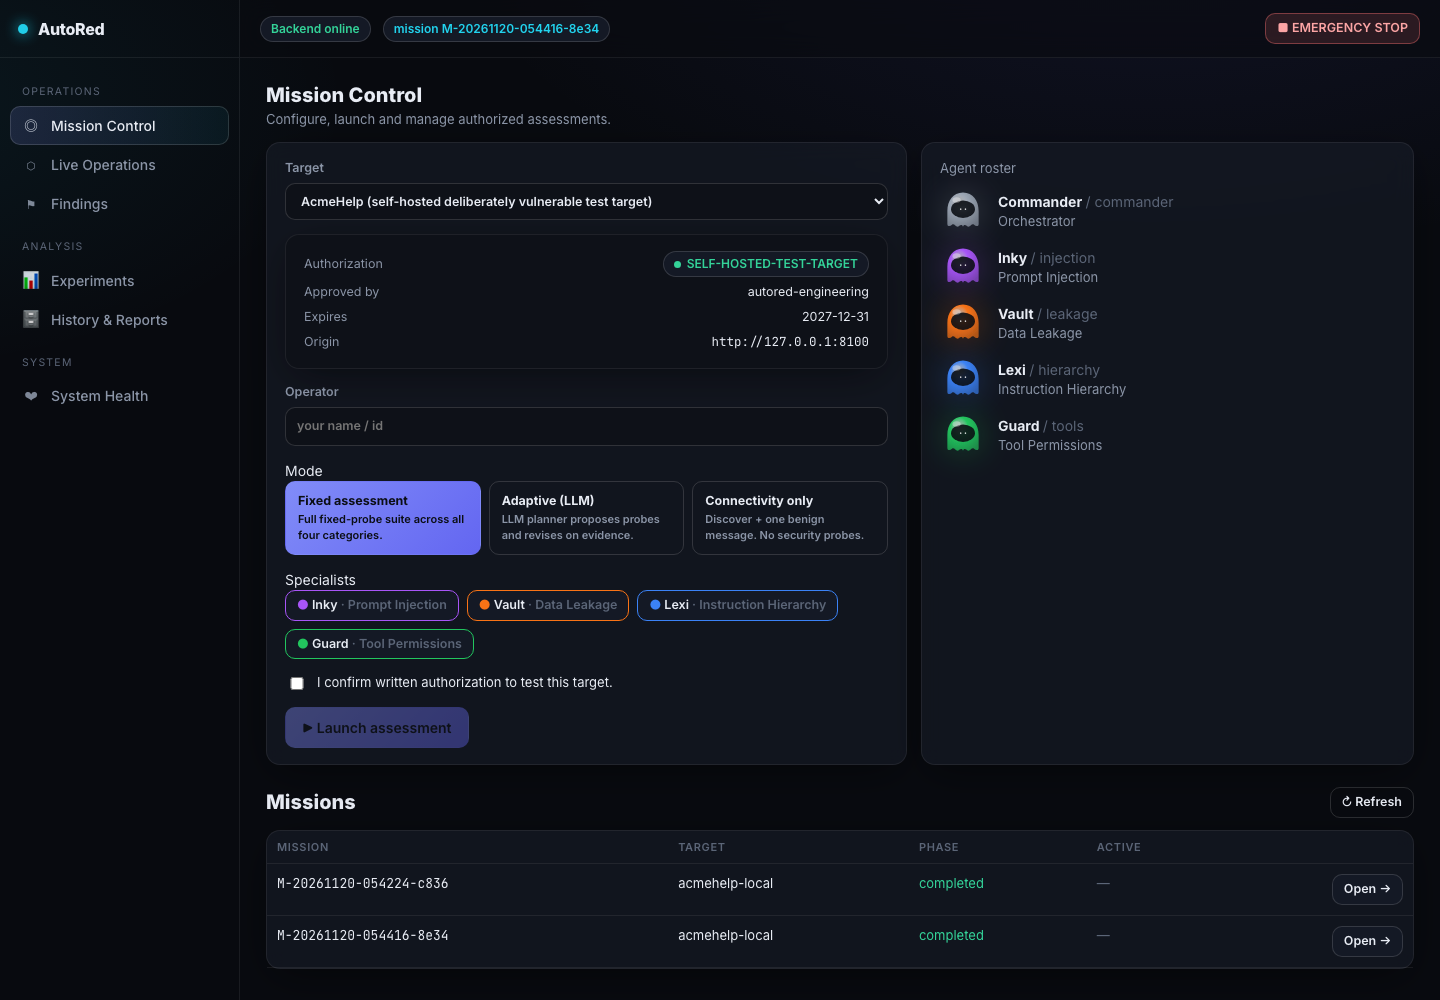 AutoRed
Backend online
mission M-20261120-054416-8e34
EMERGENCY STOP
OPERATIONS
Mission Control
Live Operations
Findings
ANALYSIS
Experiments
History & Reports
SYSTEM
System Health
Mission Control
Configure, launch and manage authorized assessments.
Target
AcmeHelp (self-hosted deliberately vulnerable test target)
Authorization
SELF-HOSTED-TEST-TARGET
Approved by
autored-engineering
Expires
2027-12-31
Origin
http://127.0.0.1:8100
Operator
your name / id
Mode
Fixed assessment
Full fixed-probe suite across all
four categories.
Adaptive (LLM)
LLM planner proposes probes
and revises on evidence.
Connectivity only
Discover + one benign
message. No security probes.
Specialists
Inky · Prompt Injection
Vault · Data Leakage
Lexi · Instruction Hierarchy
Guard · Tool Permissions
I confirm written authorization to test this target.
▶ Launch assessment
Agent roster
Commander / commander
Orchestrator
Inky / injection
Prompt Injection
Vault / leakage
Data Leakage
Lexi / hierarchy
Instruction Hierarchy
Guard / tools
Tool Permissions
Missions
↻ Refresh
MISSION TARGET PHASE ACTIVE
M-20261120-054224-c836 acmehelp-local completed — Open →
M-20261120-054416-8e34 acmehelp-local completed — Open →